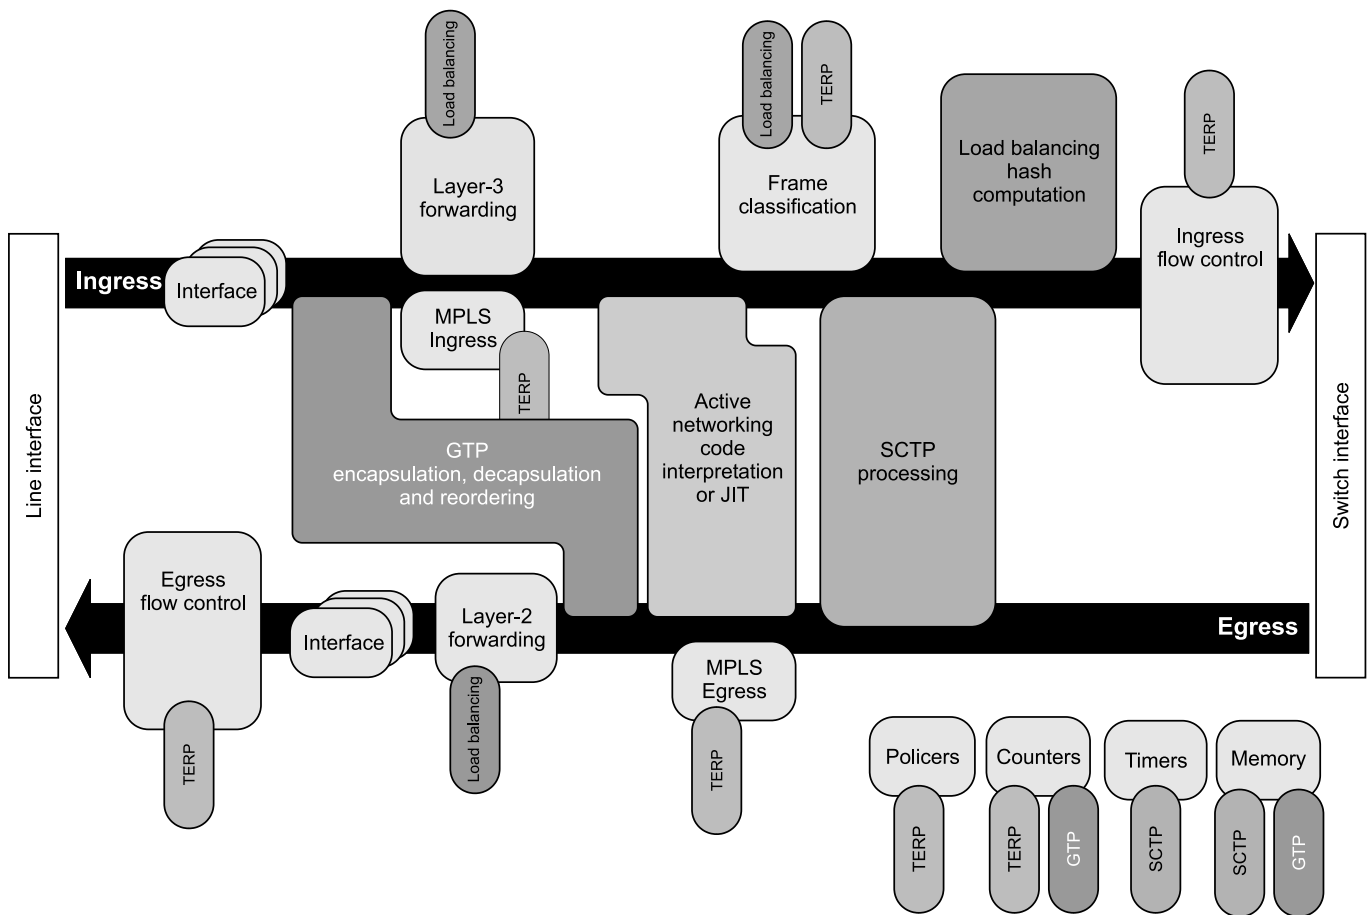 Load balancing
Load balancing
TERP
TERP
Layer-3
forwarding
Frame
classification
Load balancing
hash
computation
Ingress
flow control
Ingress
Interface
MPLS
Ingress
TERP
Line interface
Switch interface
GTP
encapsulation, decapsulation
and reordering
Active
networking
code
interpretation
or JIT
SCTP
processing
Egress
flow control
Interface
Layer-2
forwarding
Egress
MPLS
Egress
TERP
Load balancing
TERP
Policers
Counters
Timers
Memory
TERP
TERP
GTP
SCTP
SCTP
GTP